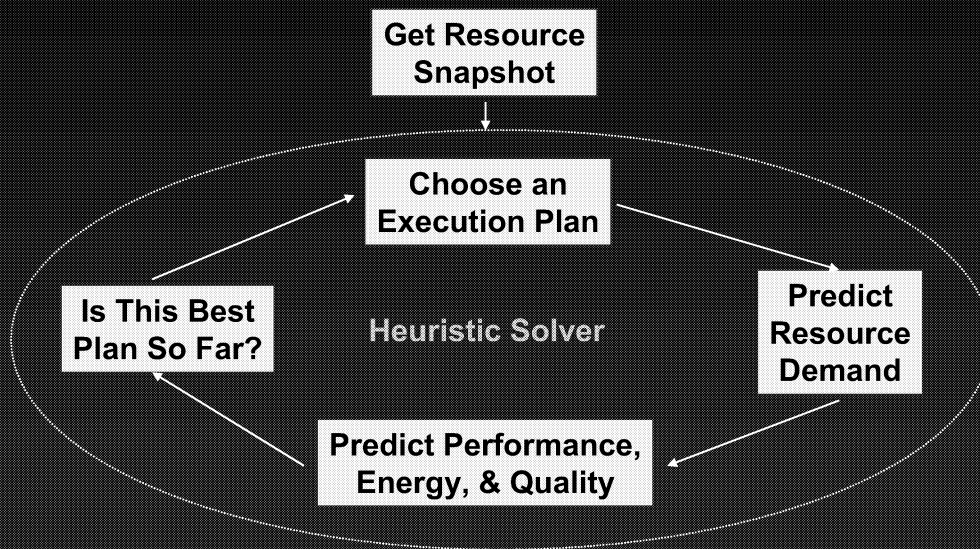 Get Resource
Snapshot
Choose an
Execution Plan
Is This Best
Plan So Far?
Heuristic Solver
Predict
Resource
Demand
Predict Performance,
Energy, & Quality